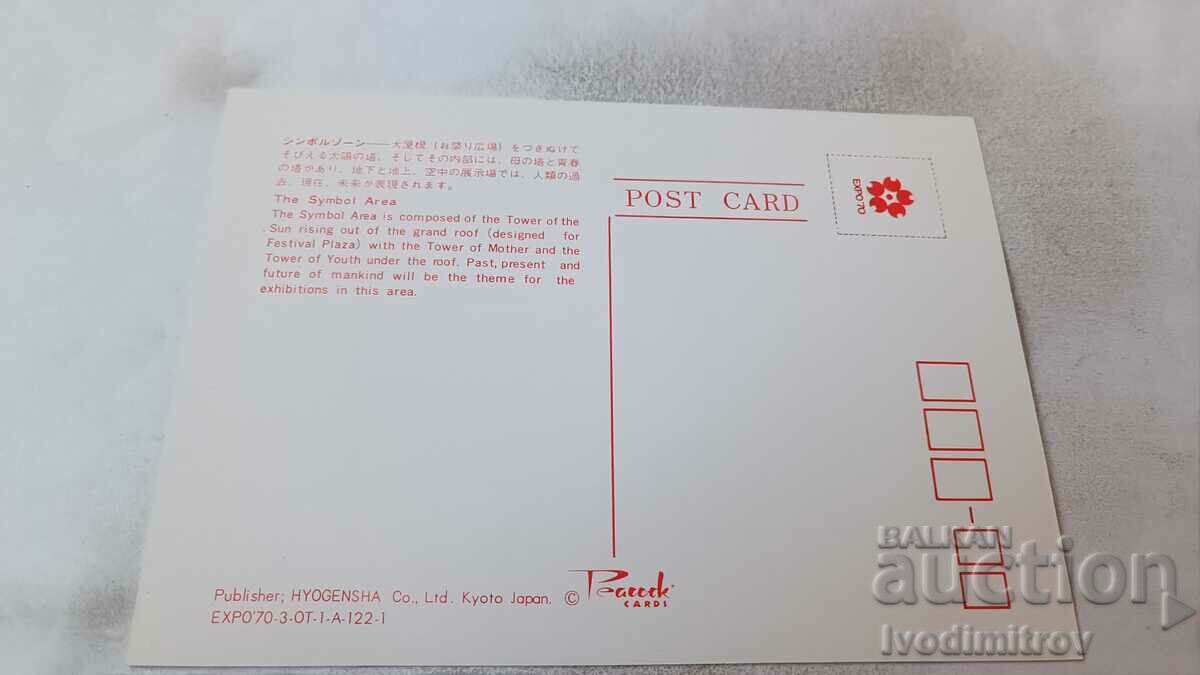 シンボルゾーン——大屋根（お祭り広場）をつきぬけて
そびえる太陽の塔、そしてその内部には、母の塔と青春
の塔があり、地下と地上、空中の展示場では、人類の過
去、現在、未来が表現されます。
The Symbol Area
The Symbol Area is composed of the Tower of the
Sun rising out of the grand roof (designed for
Festival Plaza) with the Tower of Mother and the
Tower of Youth under the roof. Past, present and
future of mankind will be the theme for the
exhibitions in this area.
POST CARD
EXPO'70
Publisher; HYOGENSHA Co., Ltd. Kyoto Japan. ©
Peacock
CARDS
EXPO'70-3-OT-1-A-122-1
BALKAN
auction
Ivodimitrov